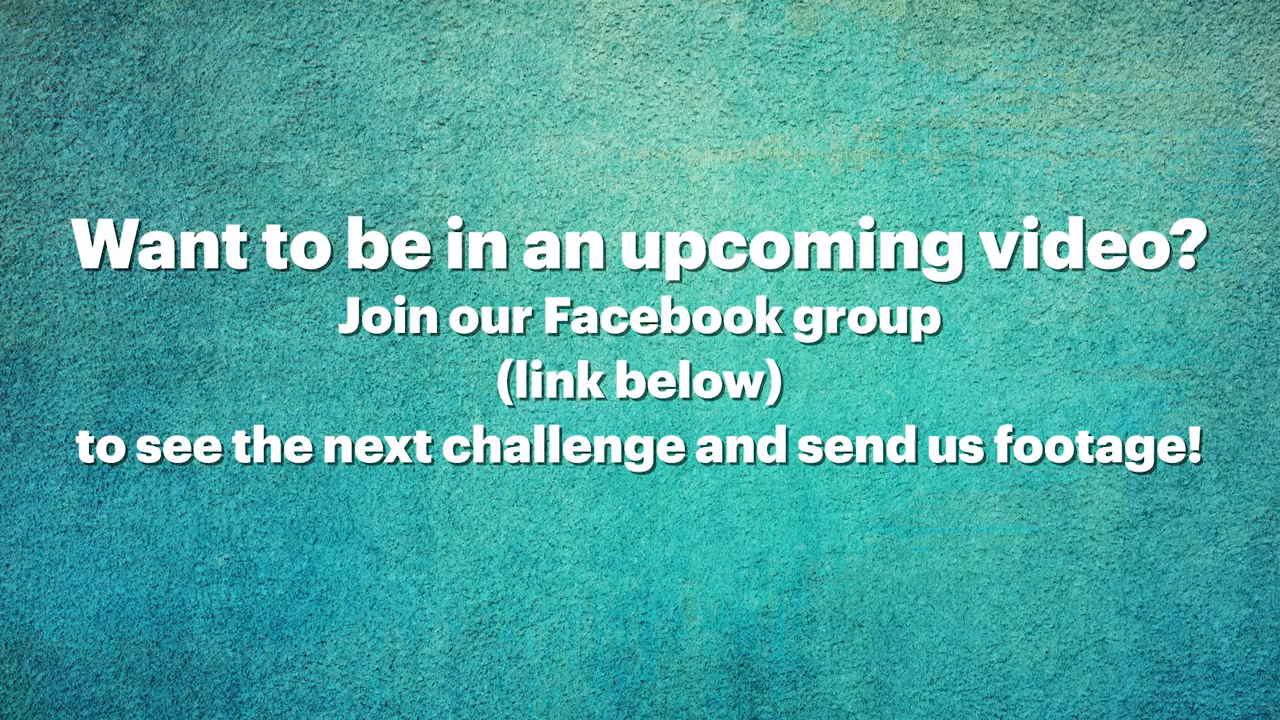 Want to be in an upcoming video?
Join our Facebook group
(link below)
to see the next challenge and send us footage!